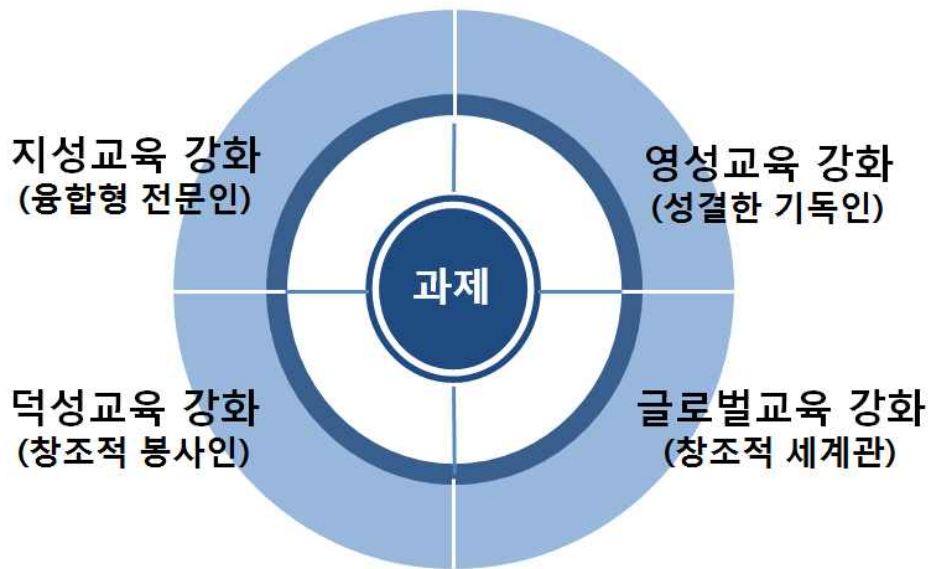 지성교육 강화
(융합형 전문인)
영성교육 강화
(성결한 기독인)
과제
덕성교육 강화
(창조적 봉사인)
글로벌교육 강화
(창조적 세계관)